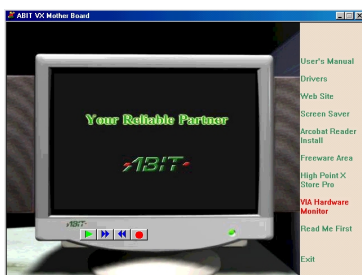 ABIT VX Mother Board
Your Reliable Partner
ABIT
ABIT
User's Manual
Drivers
Web Site
Screen Saver
Arcobat Reader
Install
Freeware Area
High Point X
Store Pro
VIA Hardware
Monitor
Read Me First
Exit